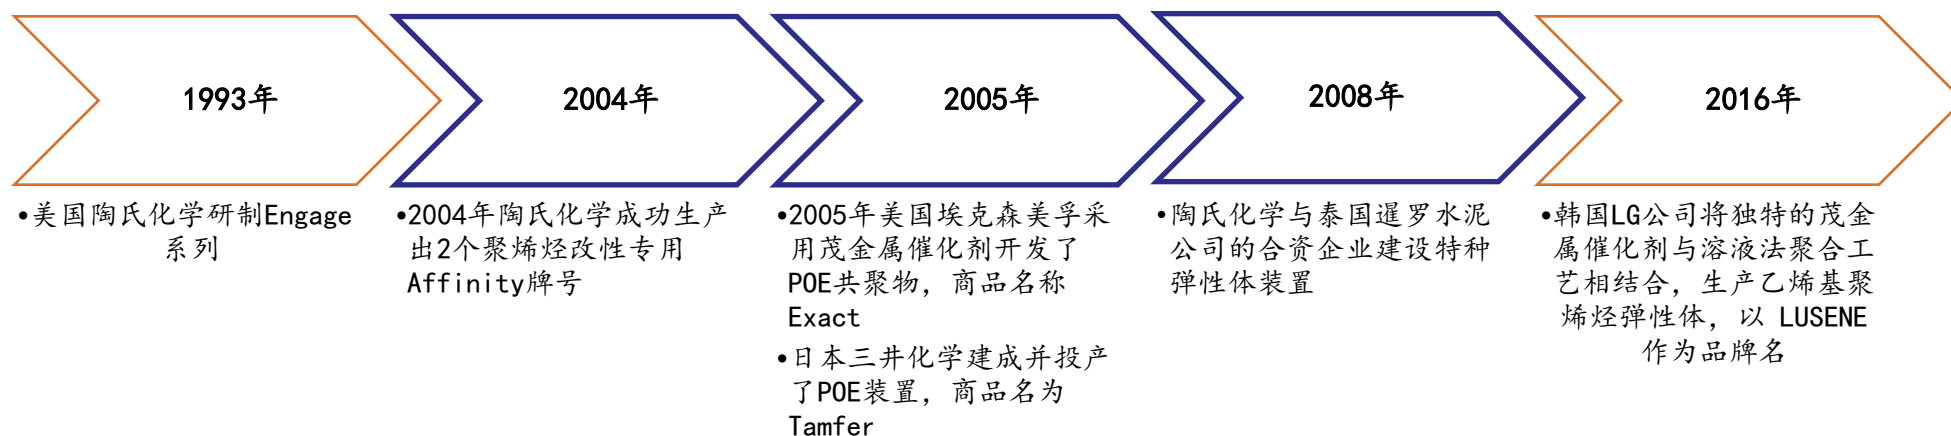 1993年
•美国陶氏化学研制Engage
系列
2004年
•2004年陶氏化学成功生产
出2个聚烯烃改性专用
Affinity牌号
2005年
•2005年美国埃克森美孚采
用茂金属催化剂开发了
POE共聚物，商品名称
Exact
•日本三井化学建成并投产
了POE装置，商品名为
Tamfer
2008年
•陶氏化学与泰国暹罗水泥
公司的合资企业建设特种
弹性体装置
2016年
•韩国LG公司将独特的茂金
属催化剂与溶液法聚合工
艺相结合，生产乙烯基聚
烯烃弹性体，以 LUSENE
作为品牌名